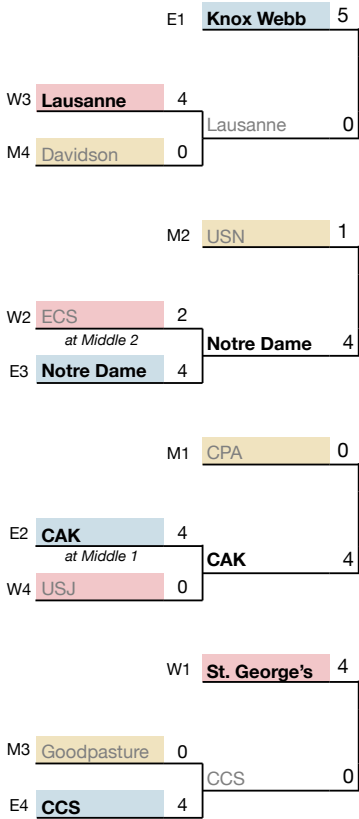 E1 Knox Webb 5
W3 Lausanne 4
Lausanne 0
M4 Davidson 0
M2 USN 1
W2 ECS 2
at Middle 2
Notre Dame 4
E3 Notre Dame 4
M1 CPA 0
E2 CAK 4
at Middle 1
CAK 4
W4 USJ 0
W1 St. George’s 4
M3 Goodpasture 0
CCS 0
E4 CCS 4